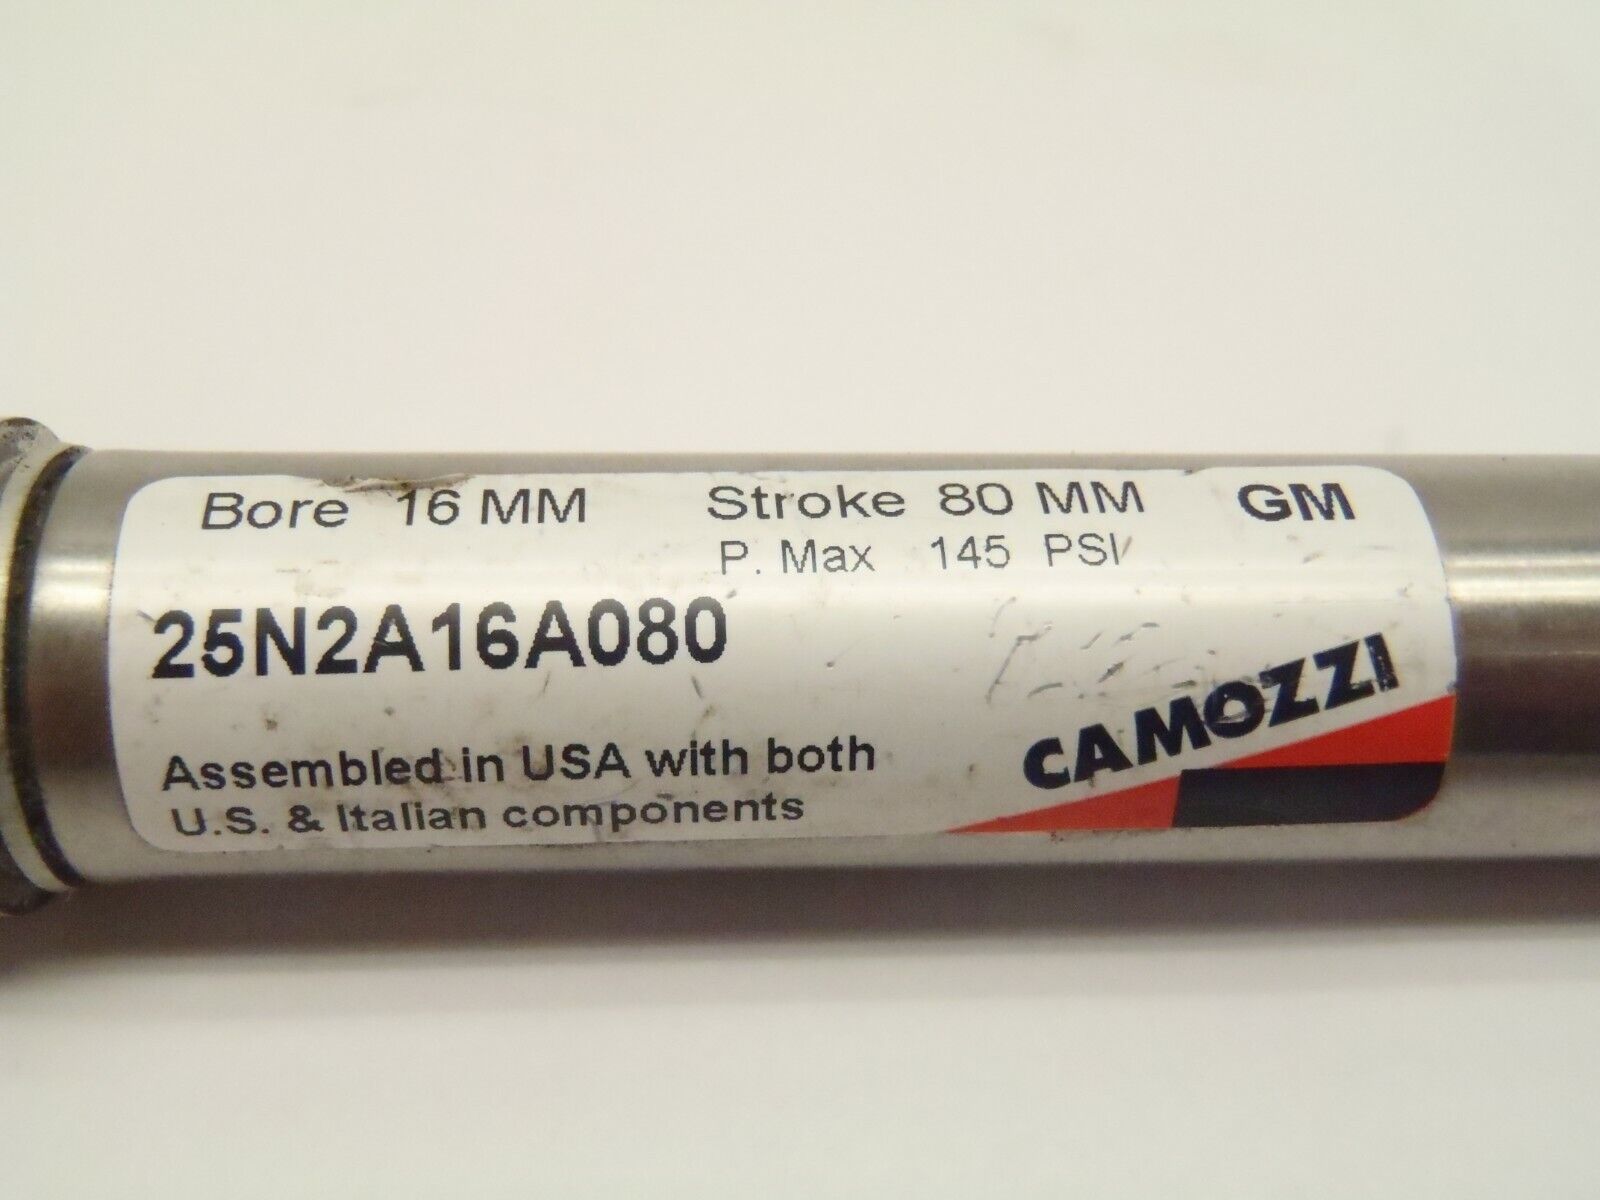 Bore 16 MM Stroke 80 MM GM
P. Max 145 PSI
25N2A16A080
CAMOZZI
Assembled in USA with both
U.S. & Italian components